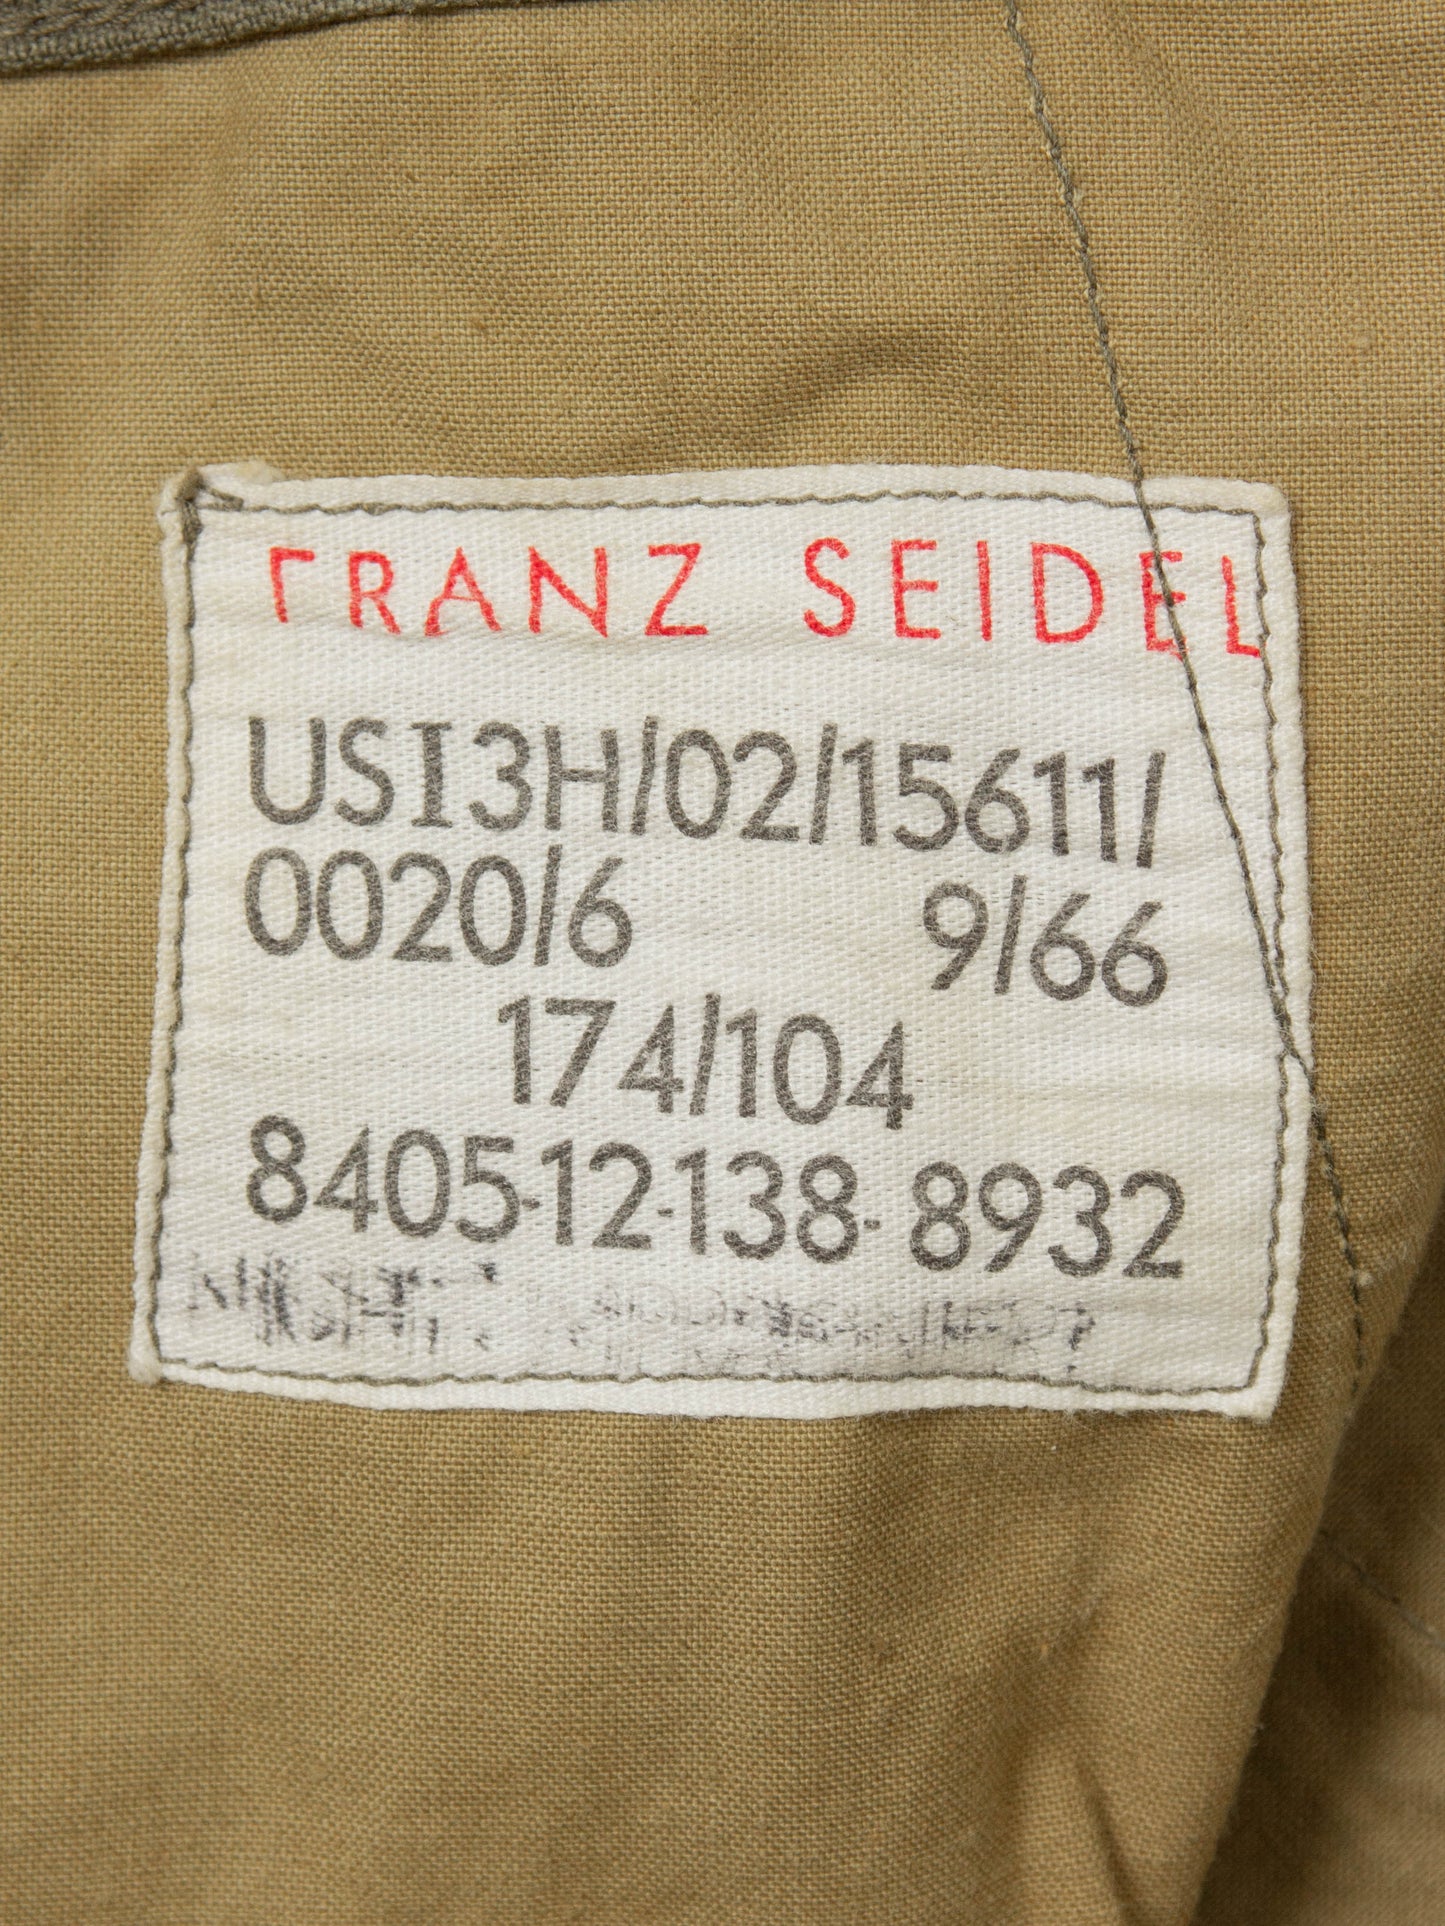 FRANZ SEIDEL
USI3H/02/15611/
0020/6 9/66
174/104
8405-12-138-8932